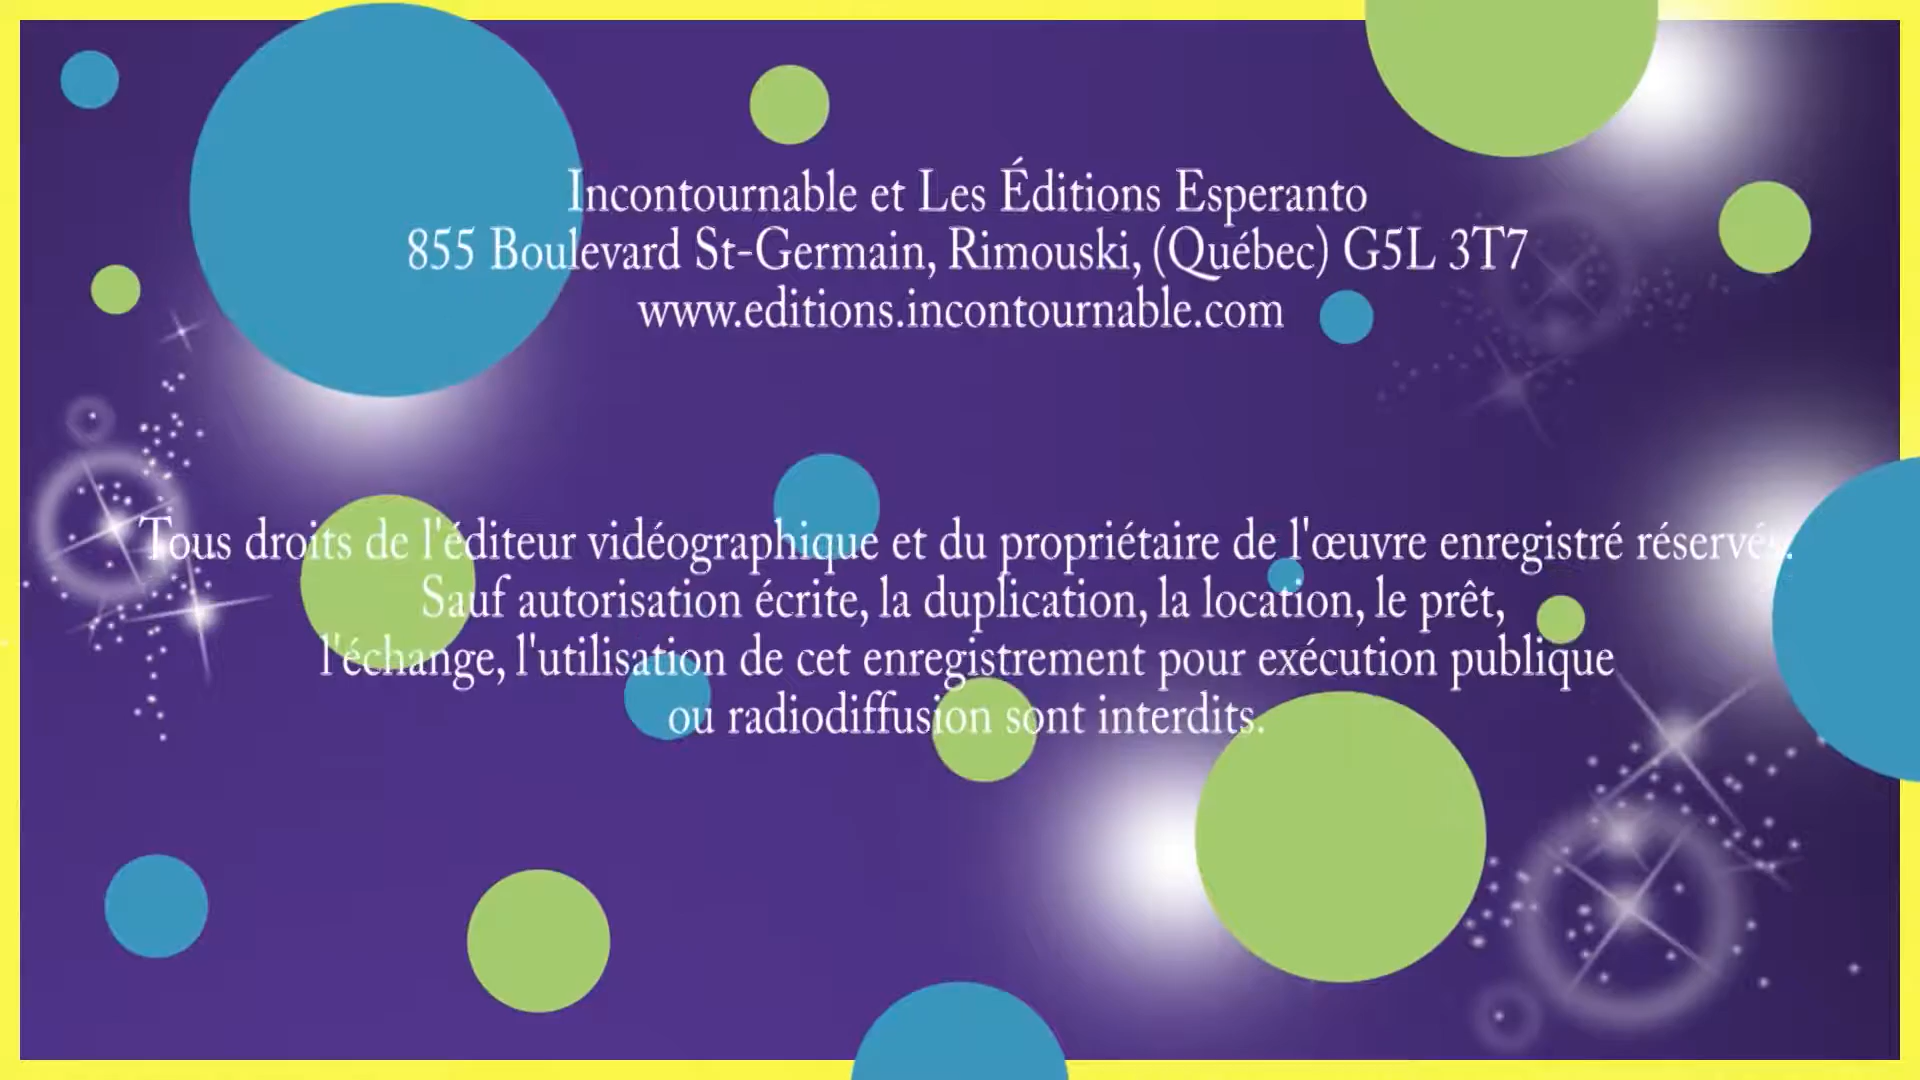 Incontournable et Les Éditions Esperanto
855 Boulevard St-Germain, Rimouski, (Québec) G5L 3T7
www.editions.incontournable.com
Tous droits de l'éditeur vidéographique et du propriétaire de l'œuvre enregistré réservés.
Sauf autorisation écrite, la duplication, la location, le prêt,
l'échange, l'utilisation de cet enregistrement pour exécution publique
ou radiodiffusion sont interdits.